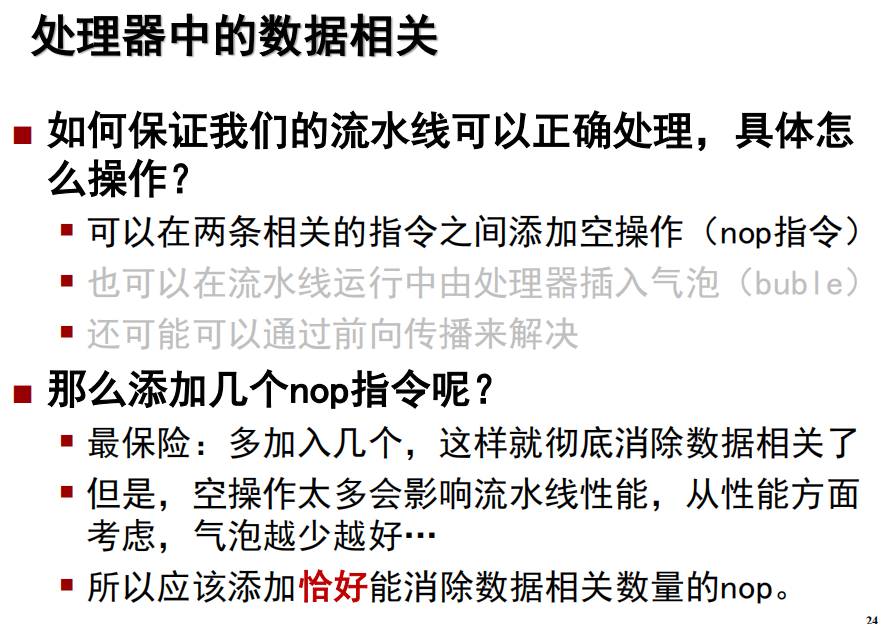 处理器中的数据相关
如何保证我们的流水线可以正确处理，具体怎
么操作？
可以在两条相关的指令之间添加空操作（nop指令）
也可以在流水线运行中由处理器插入气泡（buble）
还可能可以通过前向传播来解决
那么添加几个nop指令呢？
最保险：多加入几个，这样就彻底消除数据相关了
但是，空操作太多会影响流水线性能，从性能方面
考虑，气泡越少越好…
所以应该添加恰好能消除数据相关数量的nop。
24